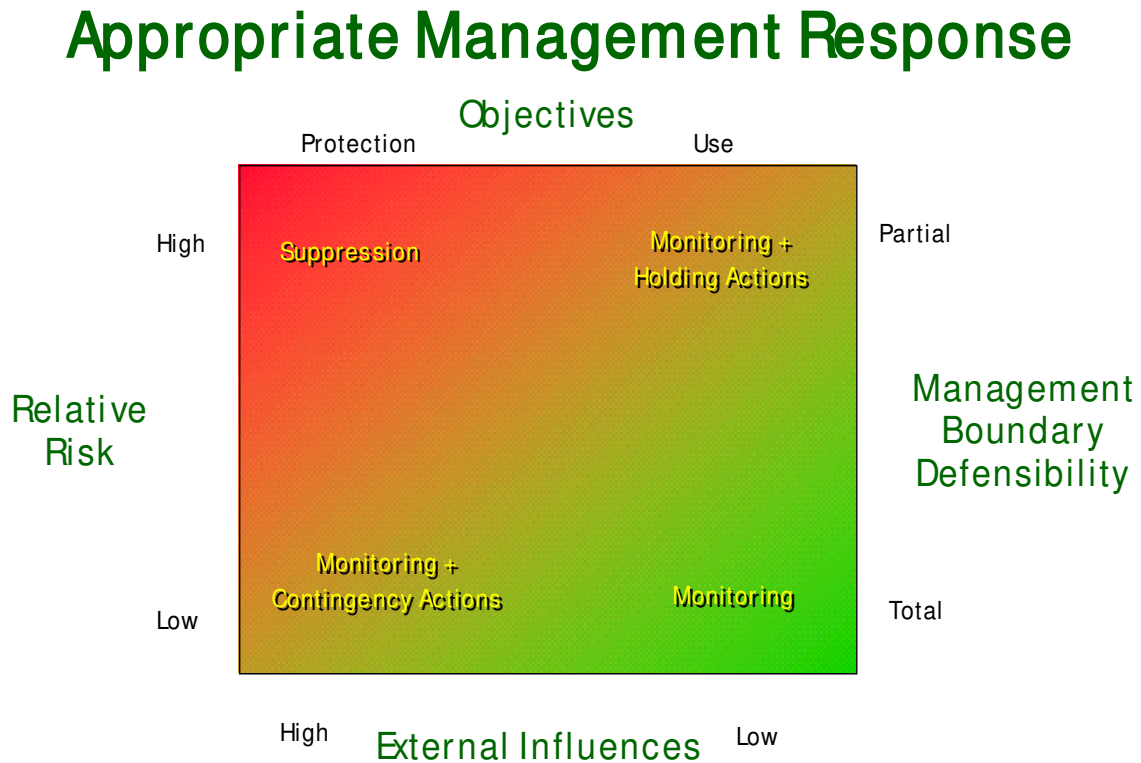 Appropriate Management Response
Objectives
Protection
Use
High
Partial
Suppression
Monitoring +
Holding Actions
Relative
Risk
Management
Boundary
Defensibility
Monitoring +
Contingency Actions
Monitoring
Low
Total
High
External Influences
Low